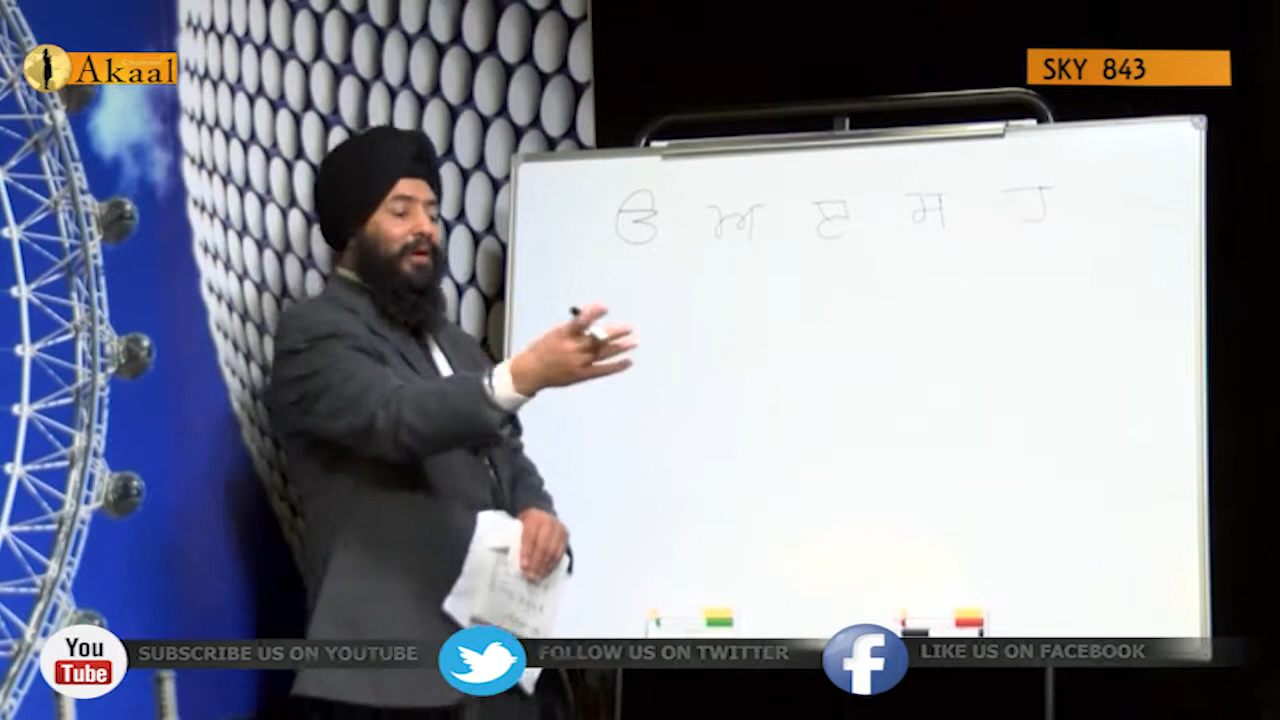 Akaal
SKY 843
ੳ ਅ ੲ ਸ ਹ
You
Tube
SUBSCRIBE US ON YOUTUBE
FOLLOW US ON TWITTER
f
LIKE US ON FACEBOOK